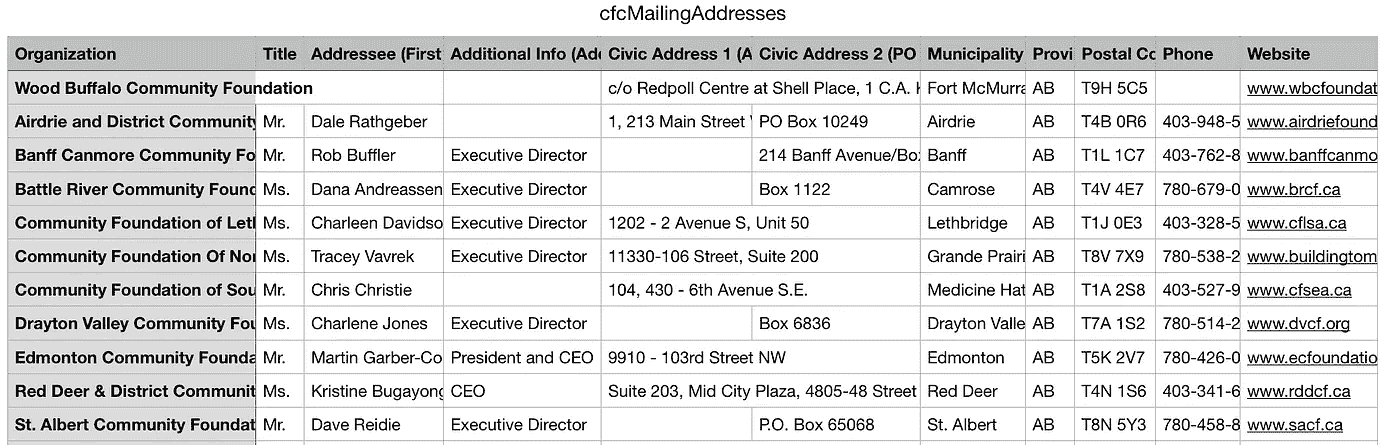 cfcMailingAddresses
Organization Title Addressee (First Additional Info (Ad Civic Address 1 (A Civic Address 2 (PO Municipality Provi Postal Co Phone Website
Wood Buffalo Community Foundation c/o Redpoll Centre at Shell Place, 1 C.A. Fort McMurra AB T9H 5C5 www.wbcfoundat
Airdrie and District Community Mr. Dale Rathgeber 1, 213 Main Street PO Box 10249 Airdrie AB T4B 0R6 403-948-5 www.airdriefound
Banff Canmore Community Fo Mr. Rob Buffler Executive Director 214 Banff Avenue/Bo Banff AB T1L 1C7 403-762-8 www.banffcanmo
Battle River Community Found Ms. Dana Andreassen Executive Director Box 1122 Camrose AB T4V 4E7 780-679-0 www.brcf.ca
Community Foundation of Let Ms. Charleen Davidso Executive Director 1202 - 2 Avenue S, Unit 50 Lethbridge AB T1J 0E3 403-328-5 www.cflsa.ca
Community Foundation Of Nor Ms. Tracey Vavrek 11330-106 Street, Suite 200 Executive Director Grande Prairi AB T8V 7X9 780-538-2 www.buildingtom
Community Foundation of Sou Mr. Chris Christie 104, 430 - 6th Avenue S.E. Medicine Hat AB T1A 2S8 403-527-9 www.cfsea.ca
Drayton Valley Community Fou Ms. Charlene Jones Executive Director Box 6836 Drayton Valle AB T7A 1S2 780-514-2 www.dvcf.org
Edmonton Community Founda Mr. Martin Garber-Co President and CEO 9910 - 103rd Street NW Edmonton AB T5K 2V7 780-426-0 www.ecfoundatio
Red Deer & District Communit Ms. Kristine Bugayong CEO Suite 203, Mid City Plaza, 4805-48 Street Red Deer AB T4N 1S6 403-341-6 www.rddcf.ca
St. Albert Community Foundat Mr. Dave Reidie P.O. Box 65068 St. Albert AB T8N 5Y3 780-458-8 www.sacf.ca